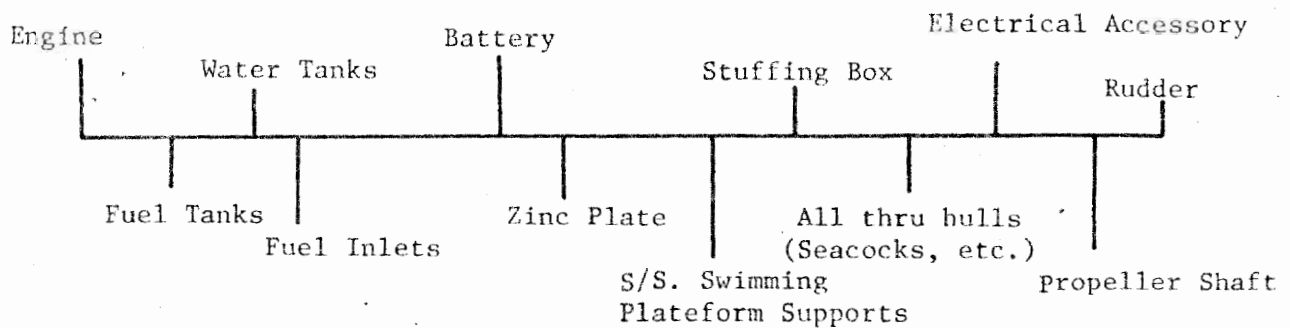 Engine
Water Tanks
Battery
Stuffing Box
Electrical Accessory
Rudder
Fuel Tanks
Fuel Inlets
Zinc Plate
S/S. Swimming
Plateform Supports
All thru hulls
(Seacocks, etc.)
Propeller Shaft